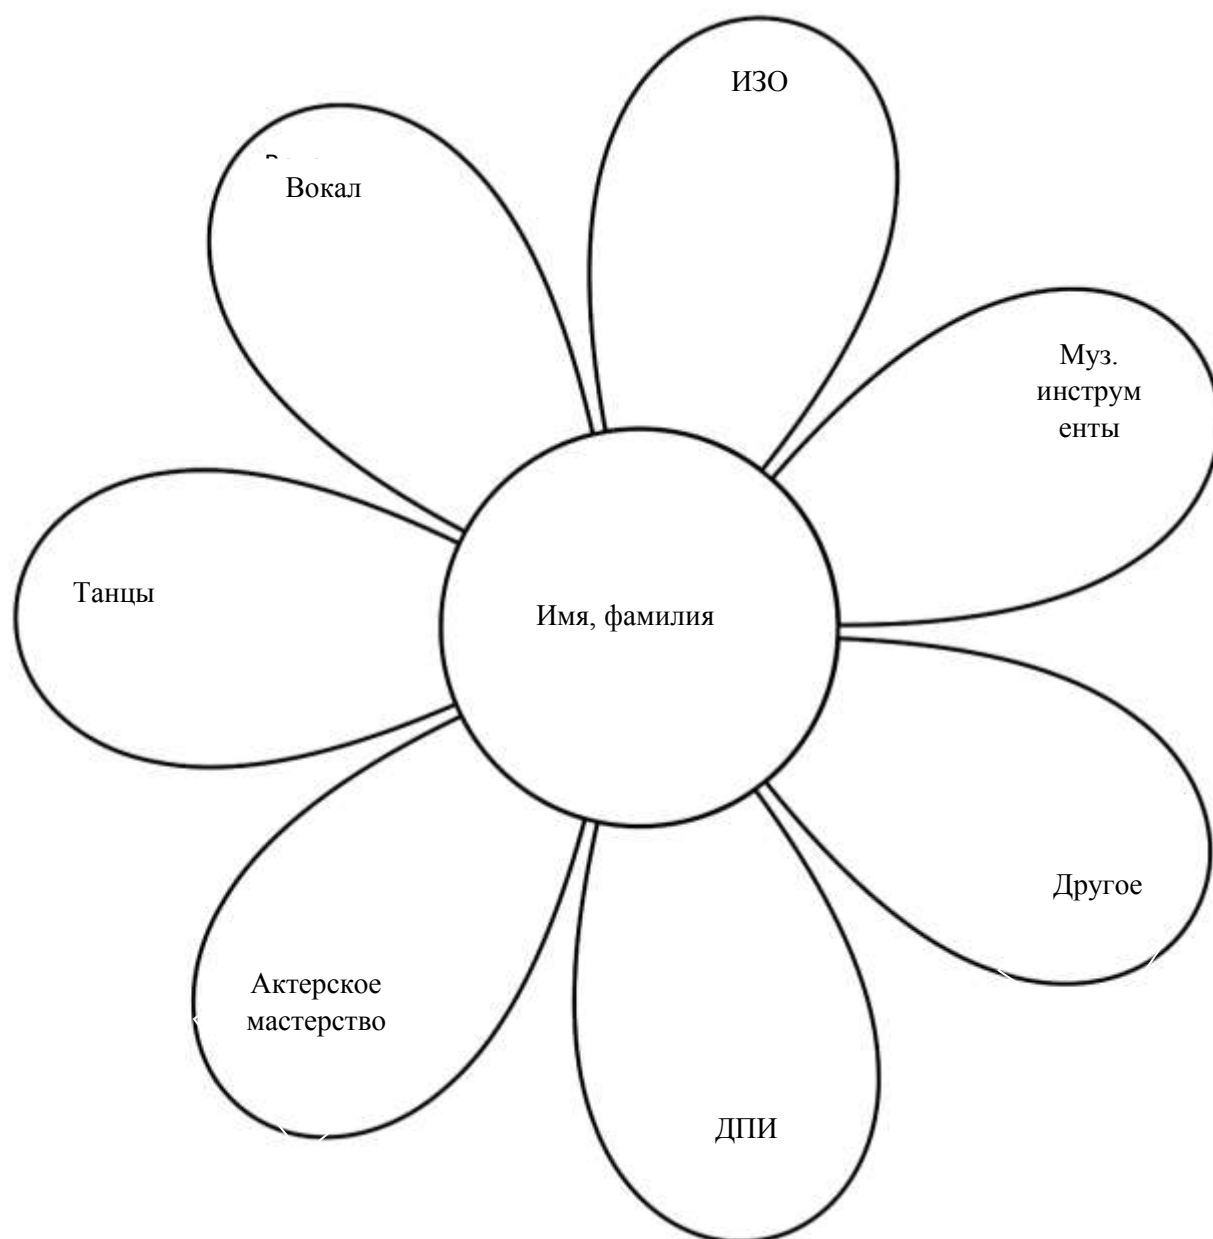 ИЗО
Вокал
Муз.
инструм
енты
Танцы
Имя, фамилия
Другое
Актерское
мастерство
ДПИ